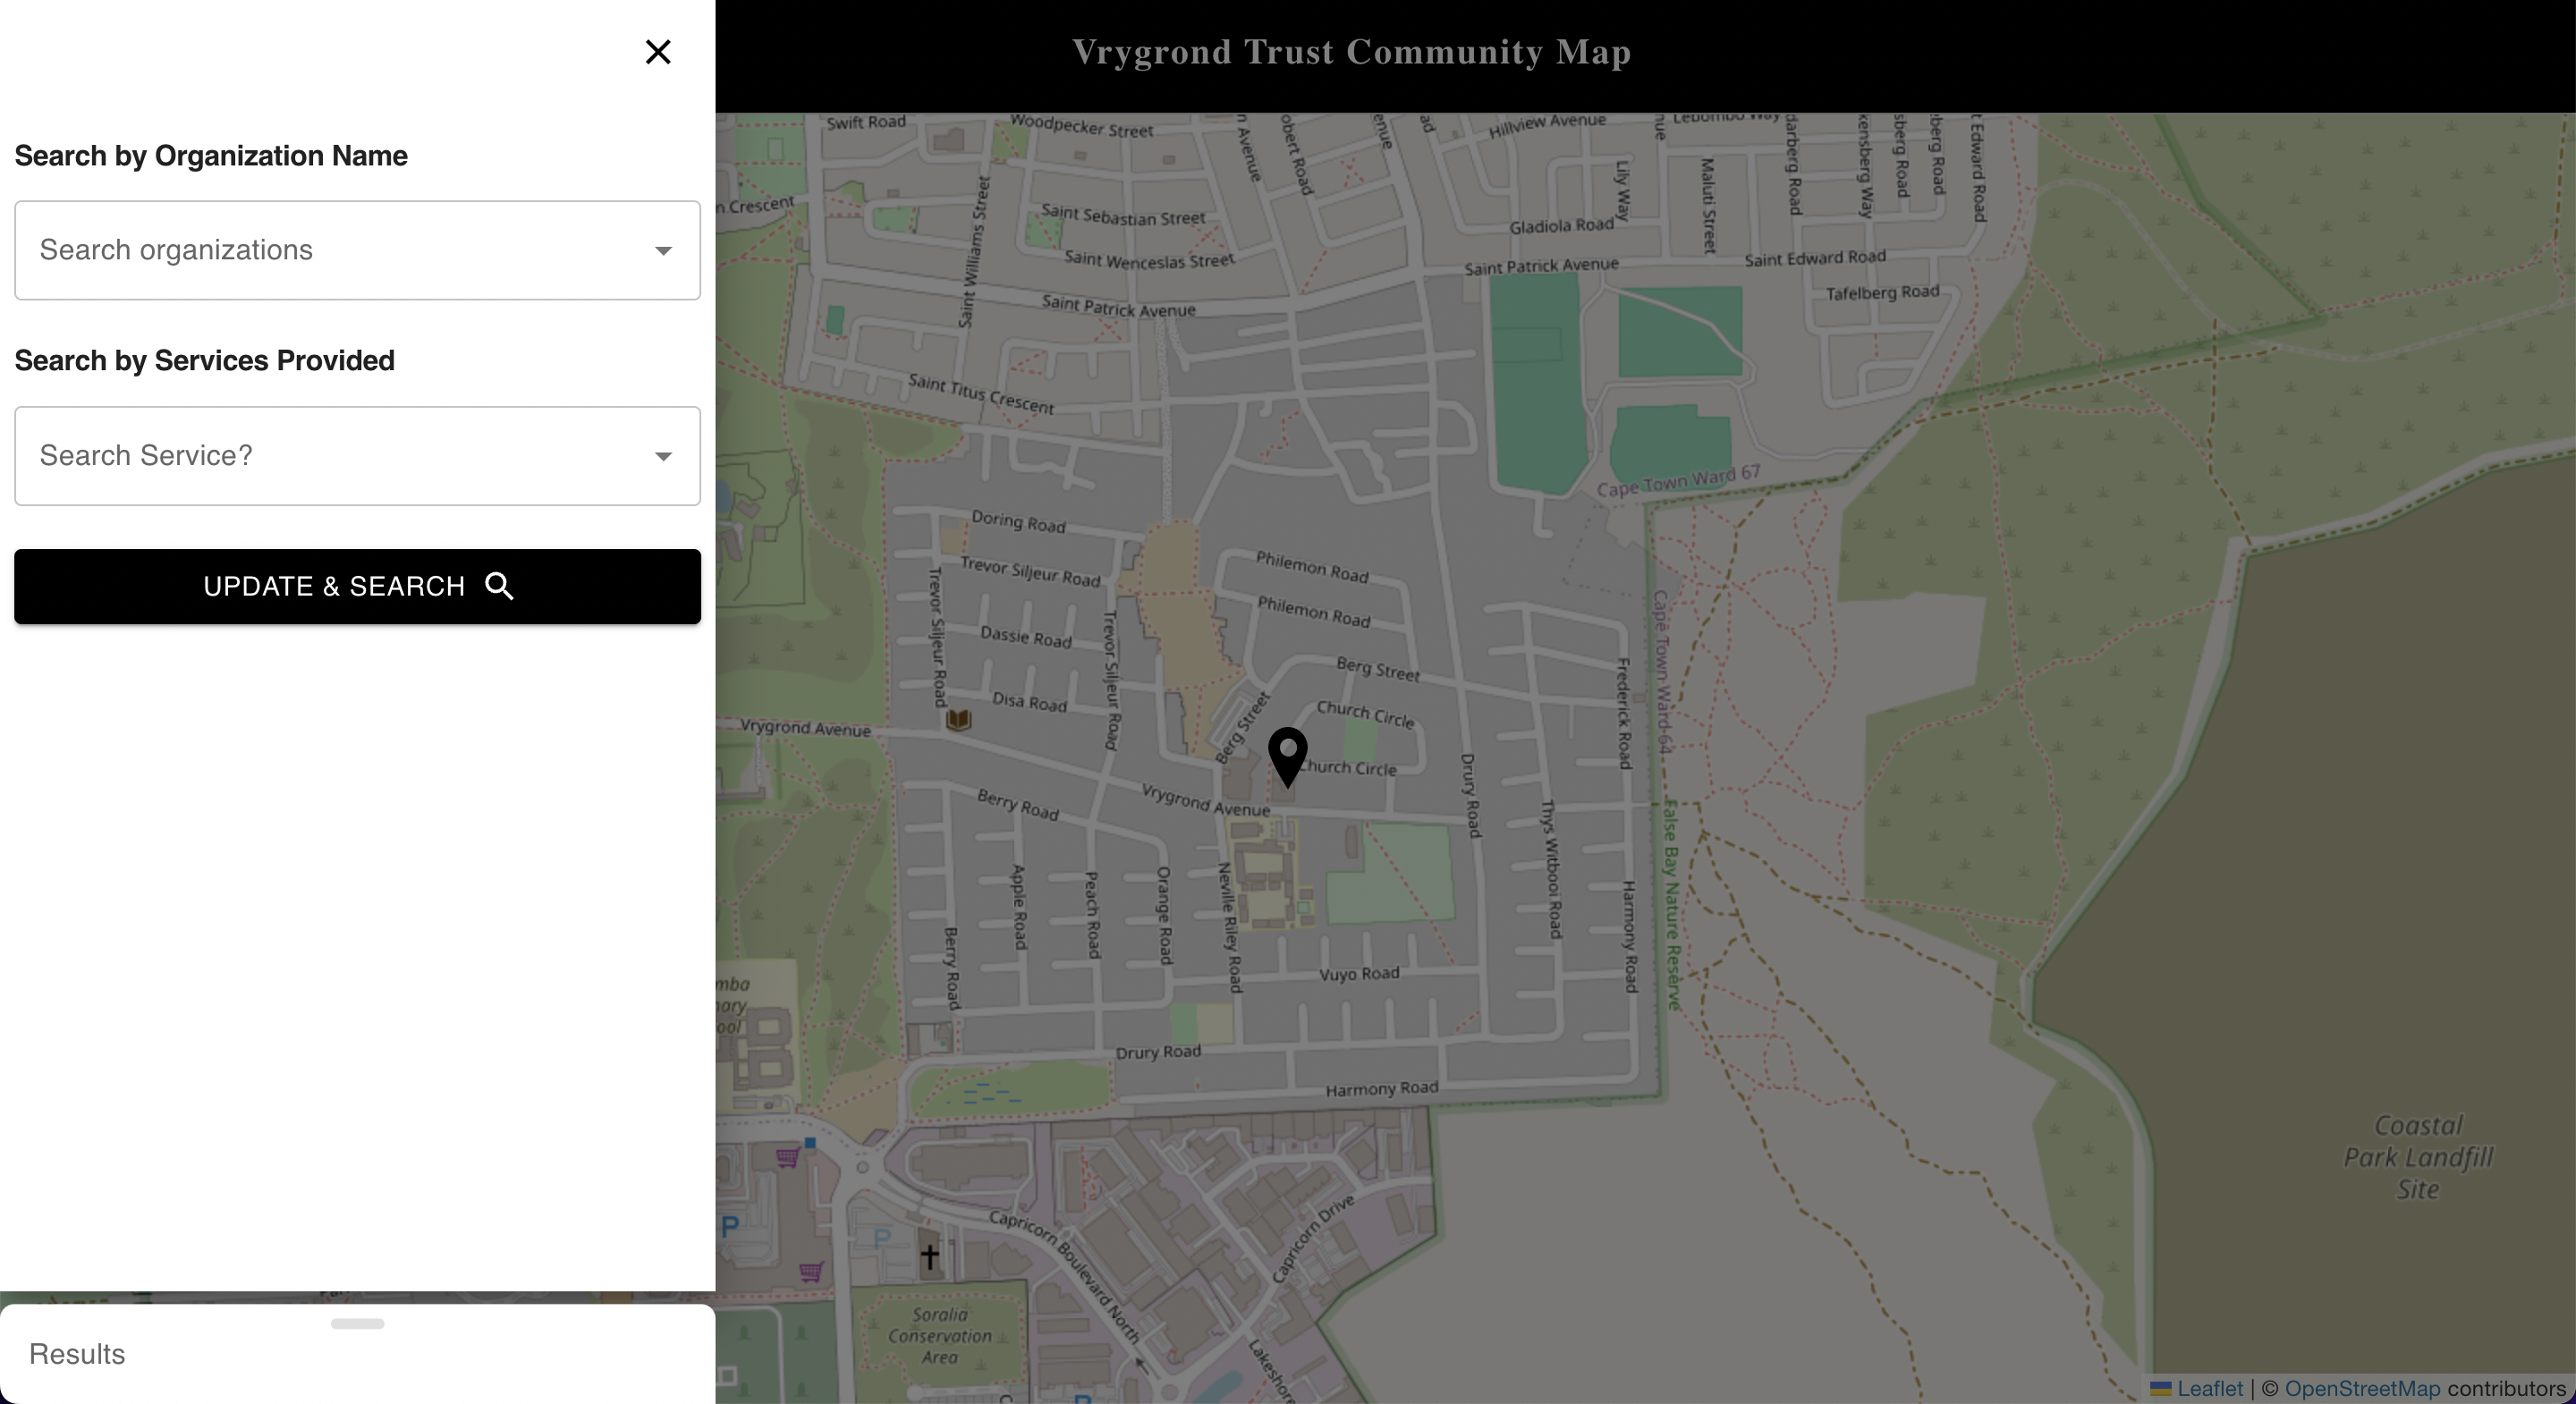 Vrygrond Trust Community Map
Search by Organization Name
Search organizations
Search by Services Provided
Search Service?
UPDATE & SEARCH
Results
Swift Road
Woodpecker Street
Hillview Avenue
n Crescent
Saint Williams Street
Saint Sebastian Street
Saint Wenceslas Street
Saint Patrick Avenue
Saint Titus Crescent
Lily Way
Maluti Street
Gladiola Road
Saint Patrick Avenue
Saint Edward Road
Tafelberg Road
Cape Town Ward 67
Doring Road
Trevor Siljeur Road
Trevor Siljeur Road
Trevor Siljeur Road
Dassie Road
Disa Road
Philemon Road
Philemon Road
Berg Street
Berg Street
Church Circle
Church Circle
Frederick Road
Cape Town Ward 64
Vrygrond Avenue
Vrygrond Avenue
Drury Road
Thys Witbooi Road
False Bay Nature Reserve
Berry Road
Berry Road
Apple Road
Peach Road
Orange Road
Neville Riley Road
Harmony Road
Vuyo Road
Drury Road
Harmony Road
Coastal
Park Landfill
Site
P
P
Capricorn Boulevard North
Capricorn Drive
Soralia
Conservation
Area
Leaflet | © OpenStreetMap contributors